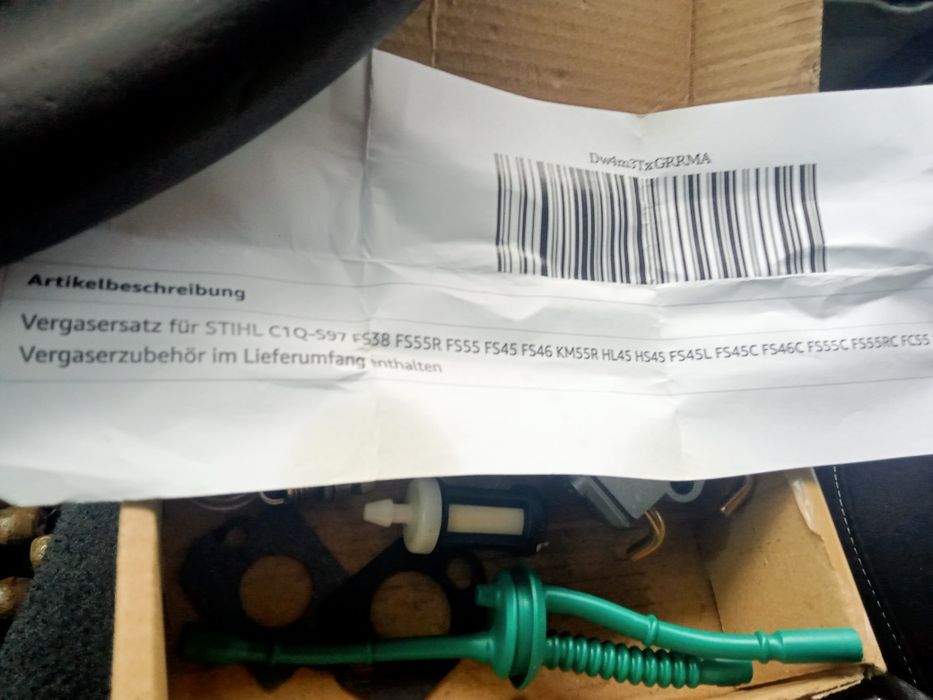 Dw4m3TxGRRMA
Artikelbeschreibung
Vergasersatz für STIHL C1Q-S97 FS38 FS55R FS55 FS45 FS46 KM55R HL45 HS45 FS45L FS45C FS46C FS55C FS55RC FC55
Vergaserzubehör im Lieferumfang enthalten